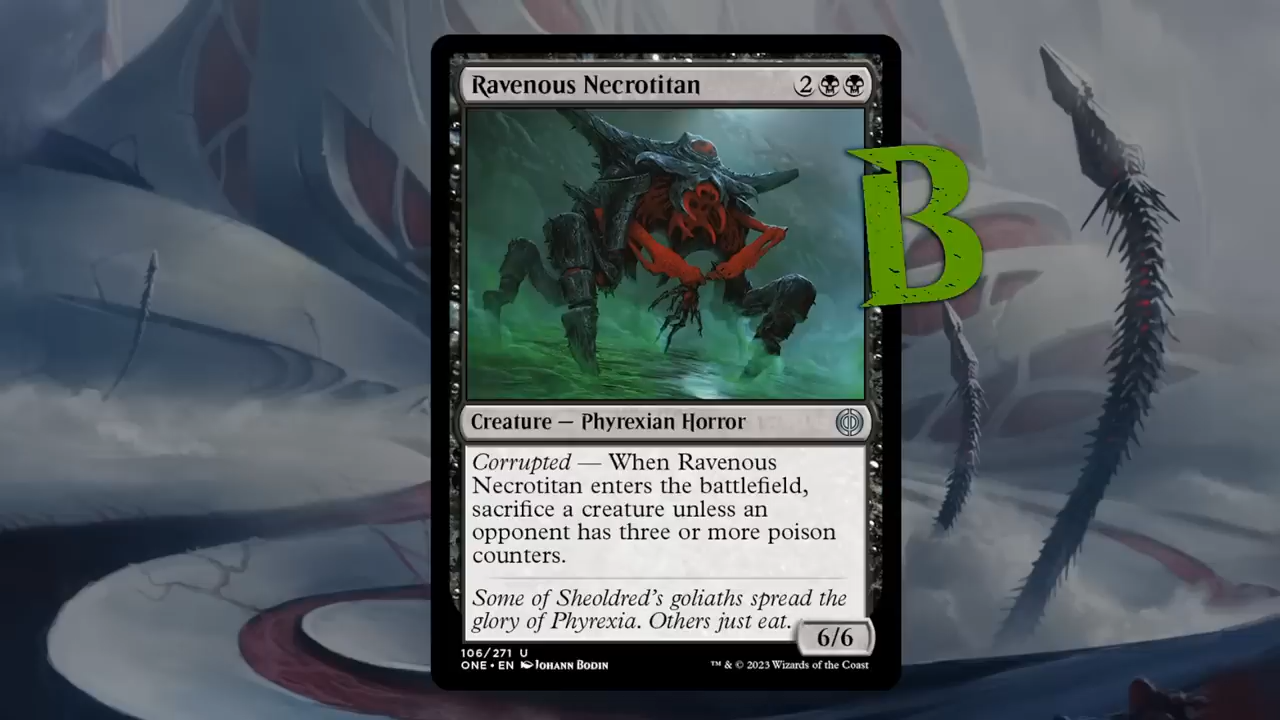 Ravenous Necrotitan 2
B
Creature — Phyrexian Horror
Corrupted — When Ravenous
Necrotitan enters the battlefield,
sacrifice a creature unless an
opponent has three or more poison
counters.
Some of Sheoldred's goliaths spread the
glory of Phyrexia. Others just eat.
6/6
106/271 U
ONE • EN Johann Bodin ™ & © 2023 Wizards of the Coast